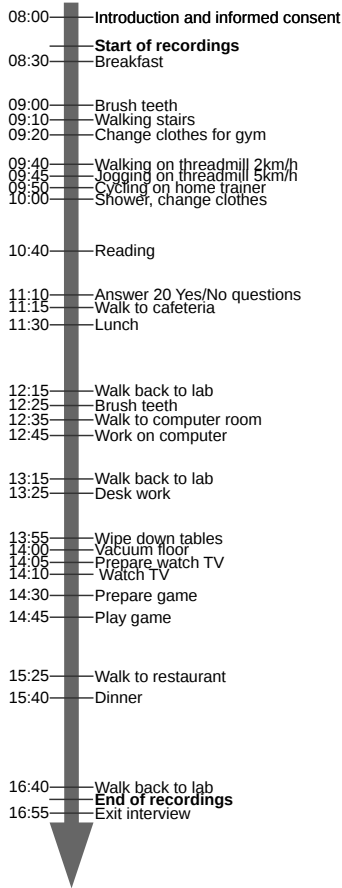 08:00 Introduction and informed consent
Start of recordings
08:30 Breakfast
09:00 Brush teeth
09:10 Walking stairs
09:20 Change clothes for gym
09:40 Walking on threadmill 2km/h
09:45 Jogging on threadmill 5km/h
09:50 Cycling on home trainer
10:00 Shower, change clothes
10:40 Reading
11:10 Answer 20 Yes/No questions
11:15 Walk to cafeteria
11:30 Lunch
12:15 Walk back to lab
12:25 Brush teeth
12:35 Walk to computer room
12:45 Work on computer
13:15 Walk back to lab
13:25 Desk work
13:55 Wipe down tables
14:00 Vacuum floor
14:05 Prepare watch TV
14:10 Watch TV
14:30 Prepare game
14:45 Play game
15:25 Walk to restaurant
15:40 Dinner
16:40 Walk back to lab
End of recordings
16:55 Exit interview